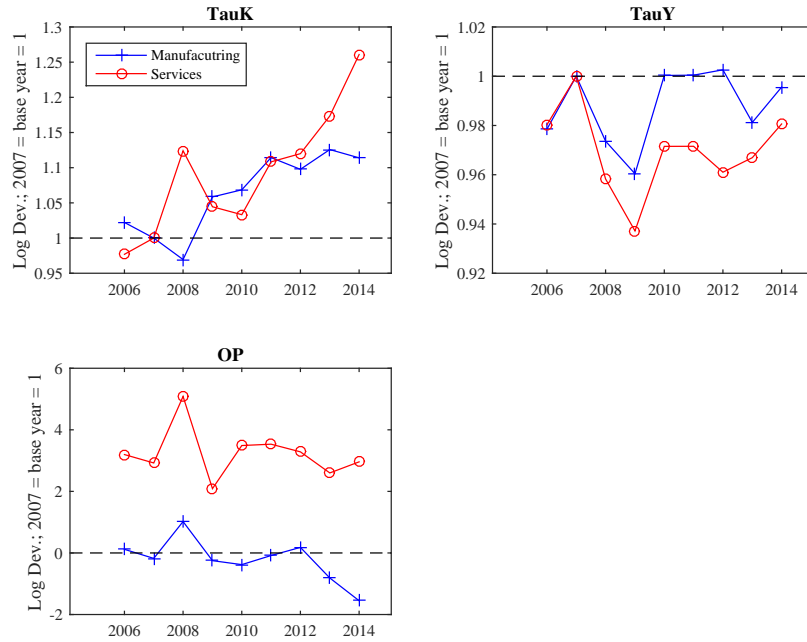 TauK
Log Dev.; 2007 = base year = 1
1.3
1.25
1.2
1.15
1.1
1.05
1
0.95
Manufacutring
Services
2006 2008 2010 2012 2014
TauY
Log Dev.; 2007 = base year = 1
1.02
1
0.98
0.96
0.94
0.92
2006 2008 2010 2012 2014
OP
Log Dev.; 2007 = base year = 1
6
4
2
0
-2
2006 2008 2010 2012 2014